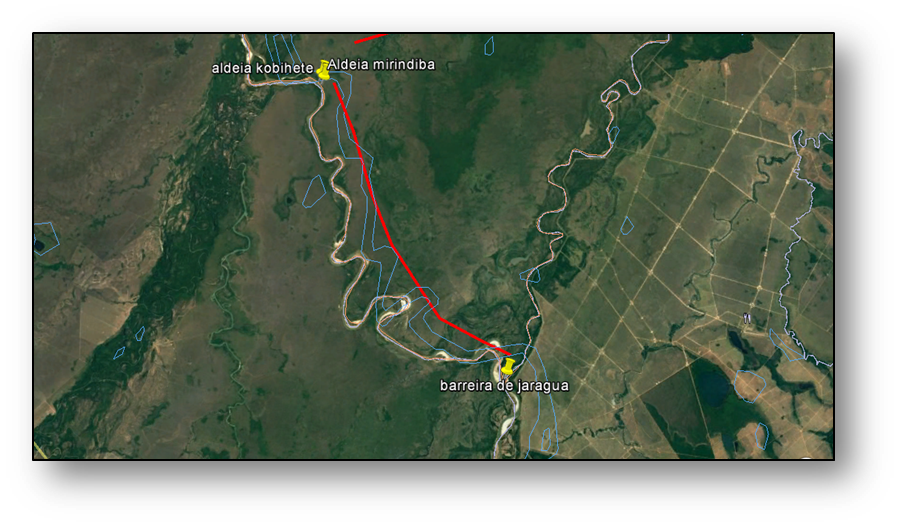 aldeia kobihete
Aldeia mirindiba
barreira de jaragua